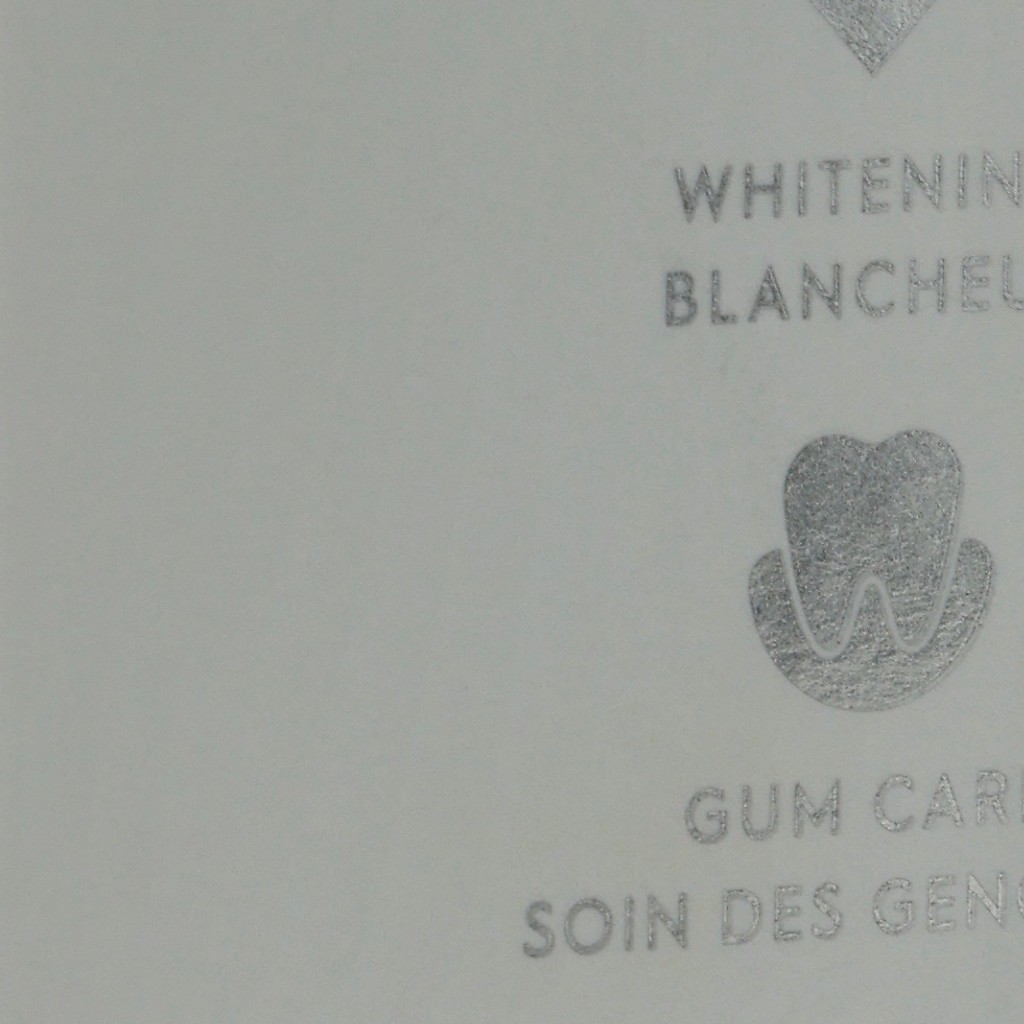 WHITENIN
BLANCHEU
GUM CAR
SOIN DES GEN